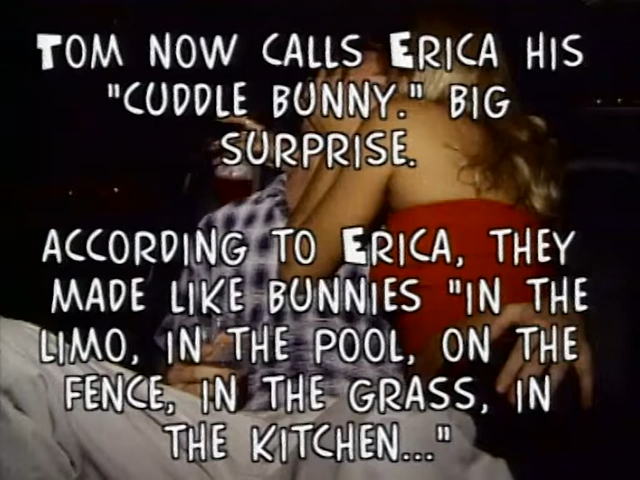 TOM NOW CALLS ERICA HIS
"CUDDLE BUNNY." BIG
SURPRISE.
ACCORDING TO ERICA, THEY
MADE LIKE BUNNIES "IN THE
LIMO, IN THE POOL, ON THE
FENCE, IN THE GRASS, IN
THE KITCHEN..."